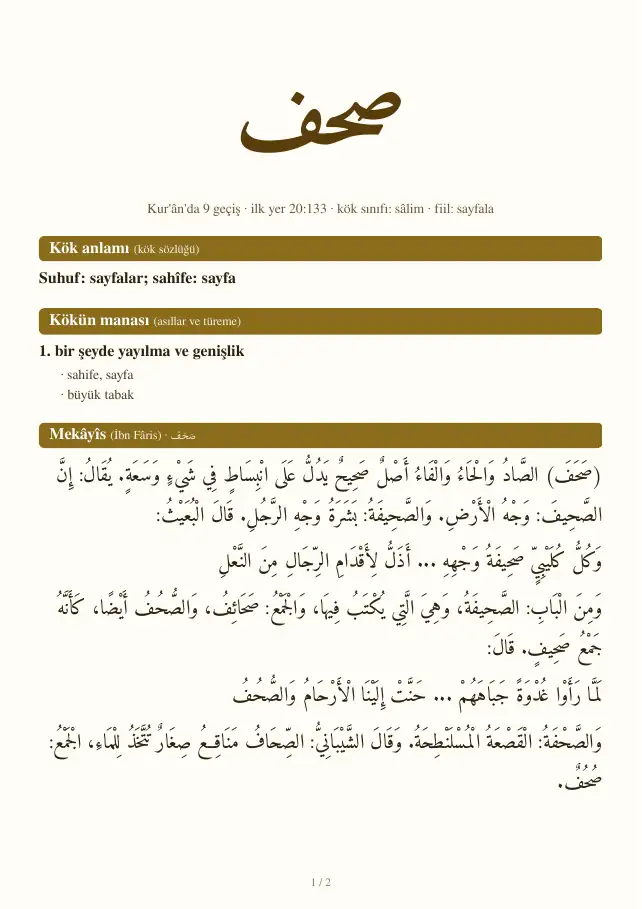 صحف
Kur'ân'da 9 geçiş · ilk yer 20:133 · kök sınıfı: sâlim · fiil: sayfala
Kök anlamı (kök sözlüğü)
Suhuf: sayfalar; sahîfe: sayfa
Kökün manası (asıllar ve türeme)
1. bir şeyde yayılma ve genişlik
· sahife, sayfa
· büyük tabak
Mekâyîs (İbn Fâris) · صَحَفَ
(صَحَفَ) الصَّادُ وَالْحَاءُ وَالْفَاءُ أَصْلٌ صَحِيحٌ يَدُلُّ عَلَى انْبِسَاطٍ فِي شَيْءٍ وَسَعَةٍ. يُقَالُ: إِنَّ
الصَّحِيفَ: وَجْهُ الْأَرْضِ. وَالصَّحِيفَةُ: بَشَرَةُ وَجْهِ الرَّجُلِ. قَالَ الْبُعَيْثُ:
وَكُلُّ كُلَيْبِيٍّ صَحِيفَةُ وَجْهِهِ ... أَذَلُّ لِأَقْدَامِ الرِّجَالِ مِنَ النَّعْلِ
وَمِنَ الْبَابِ: الصَّحِيفَةُ، وَهِيَ الَّتِي يُكْتَبُ فِيهَا، وَالْجَمْعُ: صَحَائِفُ، وَالصُّحُفُ أَيْضًا، كَأَنَّهُ
جَمْعُ صَحِيفٍ. قَالَ:
لَمَّا رَأَوْا غُدْوَةً جَبَاهَهُمْ ... حَنَّتْ إِلَيْنَا الْأَرْحَامُ وَالصُّحُفُ
وَالصَّحْفَةُ: الْقَصْعَةُ الْمُسْلَنْطِحَةُ. وَقَالَ الشَّيْبَانِيُّ: الصِّحَافُ مَنَاقِعُ صِغَارٌ تُتَّخَذُ لِلْمَاءِ، الْجَمْعُ:
صُحُفٌ.
1 / 2